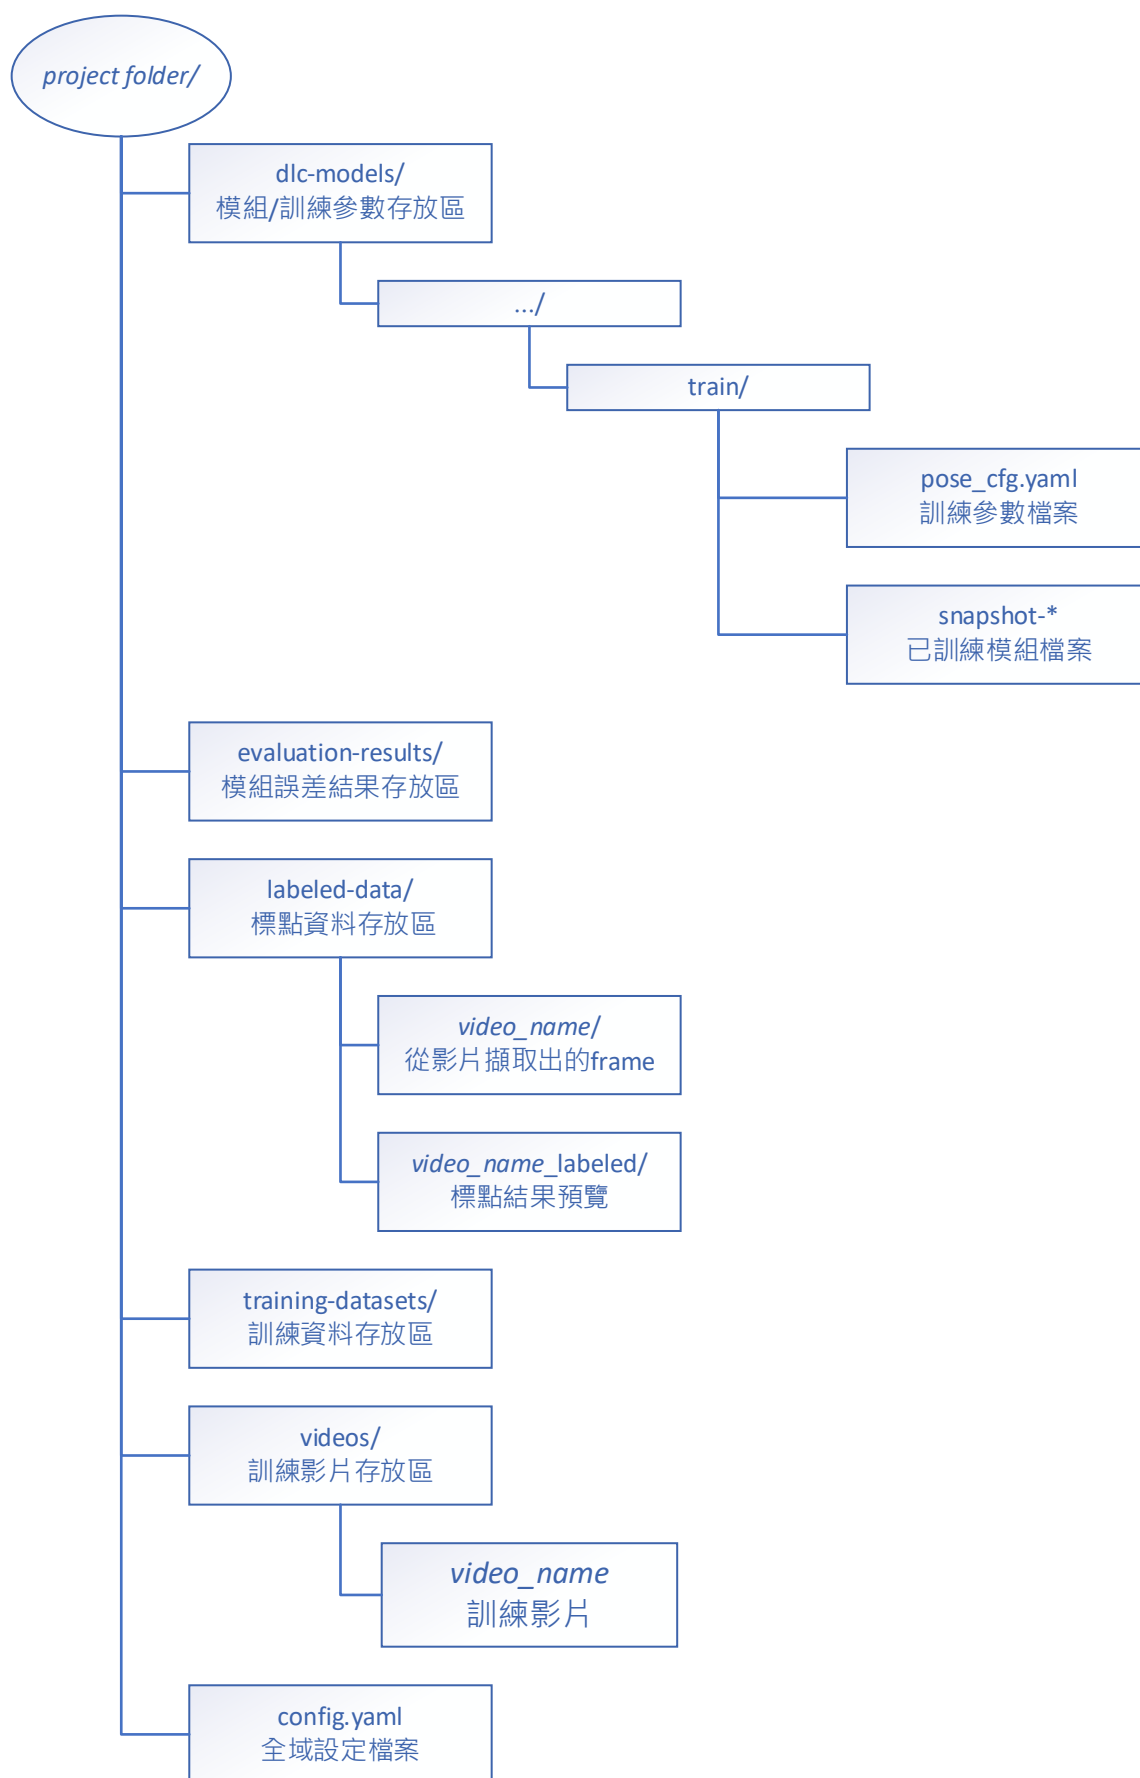 project folder/
dlc-models/
模組/訓練參數存放區
.../
train/
pose_cfg.yaml
訓練參數檔案
snapshot-*
已訓練模組檔案
evaluation-results/
模組誤差結果存放區
labeled-data/
標點資料存放區
video_name/
從影片擷取出的frame
video_name_labeled/
標點結果預覽
training-datasets/
訓練資料存放區
videos/
訓練影片存放區
video_name
訓練影片
config.yaml
全域設定檔案